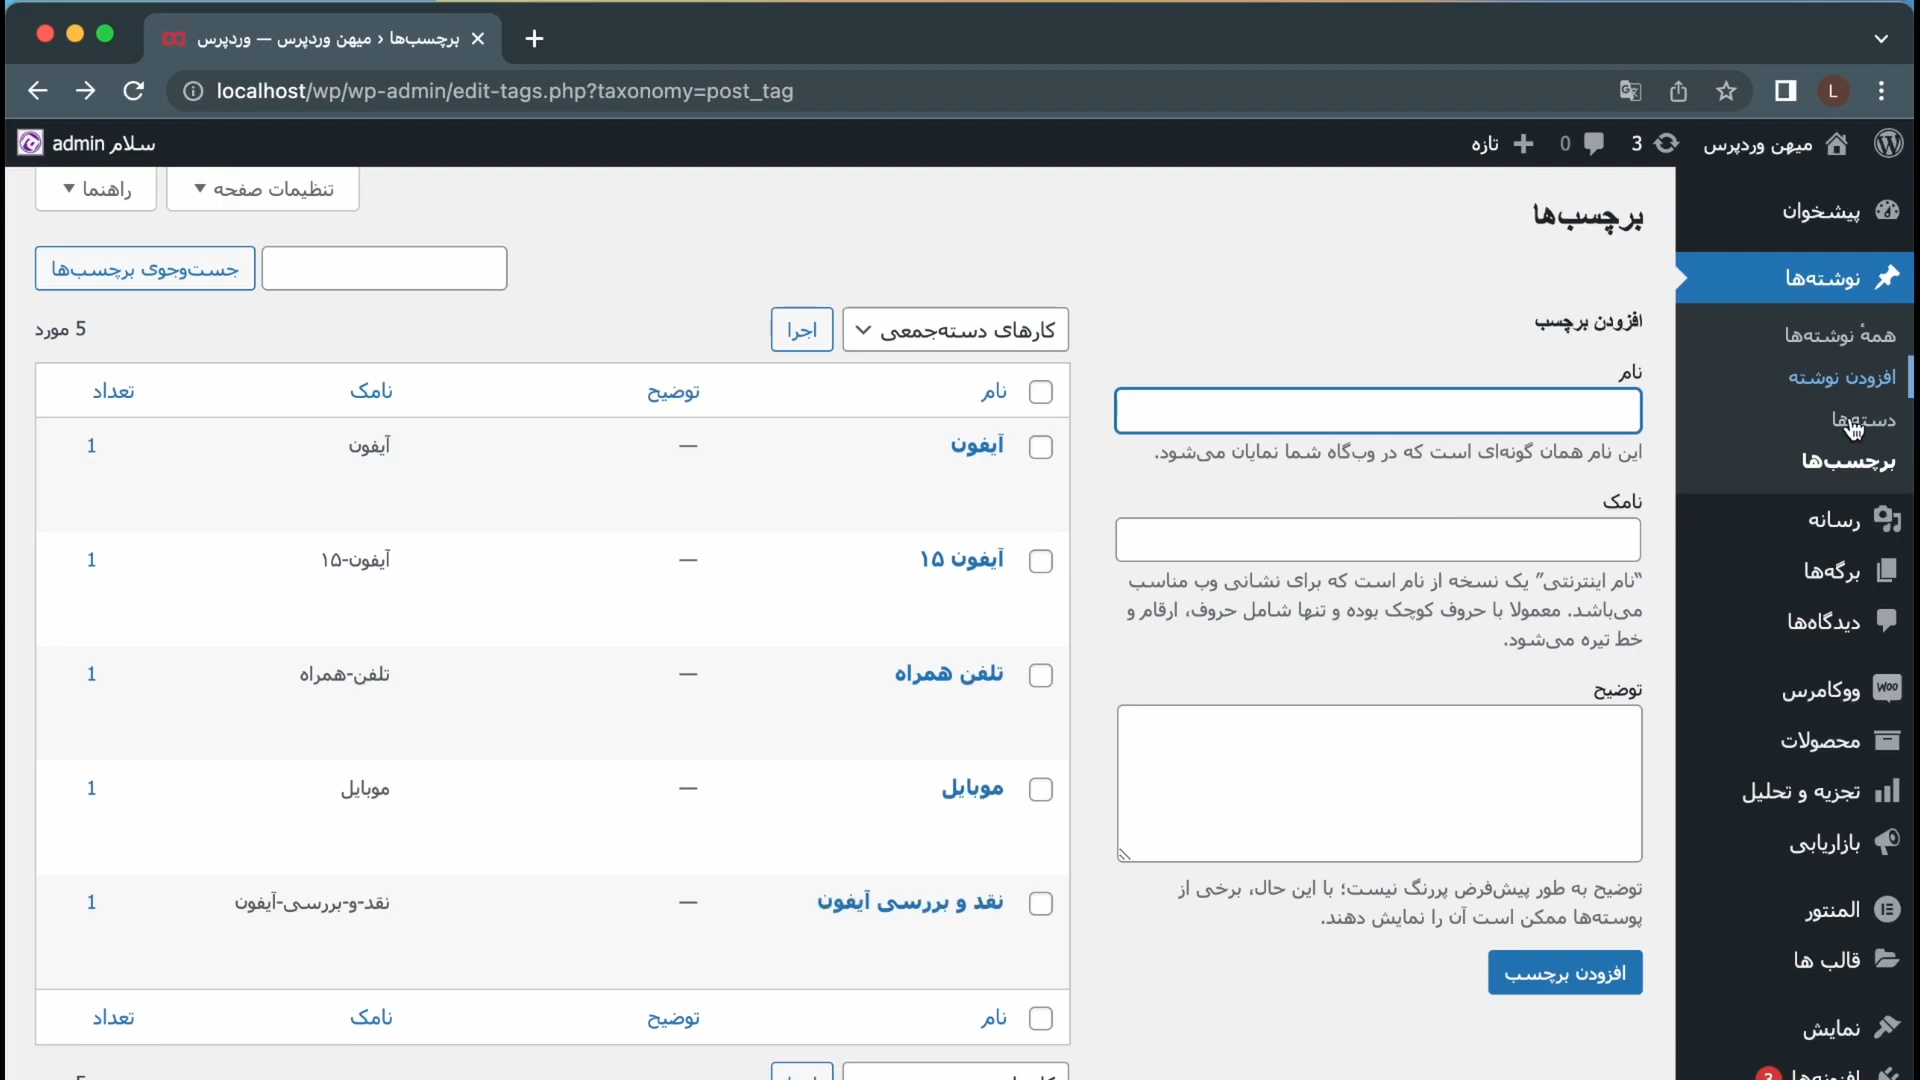 برچسب‌ها ‹ میهن وردپرس — وردپرس
localhost/wp/wp-admin/edit-tags.php?taxonomy=post_tag
L
میهن وردپرس
3
0
تازه
سلام admin
پیشخوان
نوشته‌ها
همهٔ نوشته‌ها
افزودن نوشته
دسته‌ها
برچسب‌ها
رسانه
برگه‌ها
دیدگاه‌ها
ووکامرس
محصولات
تجزیه و تحلیل
بازاریابی
المنتور
قالب ها
نمایش
افزونه‌ها 3
تنظیمات صفحه
راهنما
برچسب‌ها
جست‌وجوی برچسب‌ها
افزودن برچسب
نام
این نام همان گونه‌ای است که در وب‌گاه شما نمایان می‌شود.
نامک
“نام اینترنتی” یک نسخه از نام است که برای نشانی وب مناسب
می‌باشد. معمولا با حروف کوچک بوده و تنها شامل حروف، ارقام و
خط تیره می‌شود.
توضیح
توضیح به طور پیش‌فرض پررنگ نیست؛ با این حال، برخی از
پوسته‌ها ممکن است آن را نمایش دهند.
افزودن برچسب
کارهای دسته‌جمعی
اجرا
5 مورد
نام توضیح نامک تعداد
آیفون — آیفون 1
آیفون ۱۵ — آیفون-۱۵ 1
تلفن همراه — تلفن-همراه 1
موبایل — موبایل 1
نقد و بررسی آیفون — نقد-و-بررسی-آیفون 1
نام توضیح نامک تعداد